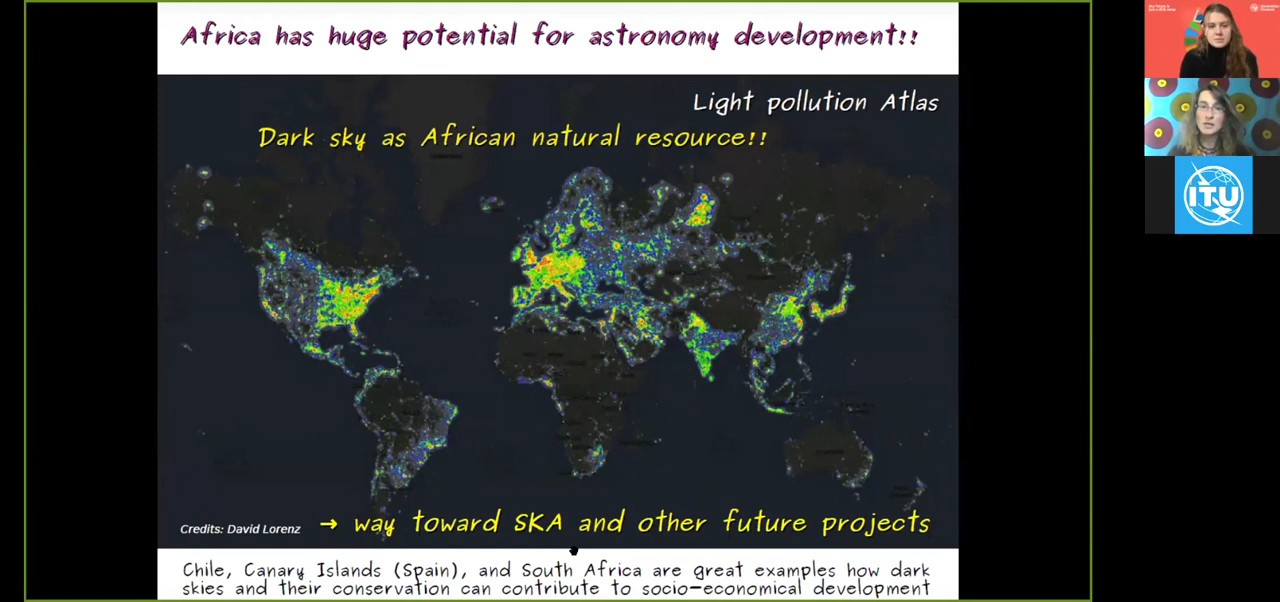 Africa has huge potential for astronomy development!!
Light pollution Atlas
Dark sky as African natural resource!!
Credits: David Lorenz
→ way toward SKA and other future projects
Chile, Canary Islands (Spain), and South Africa are great examples how dark
skies and their conservation can contribute to socio-economical development
ITU